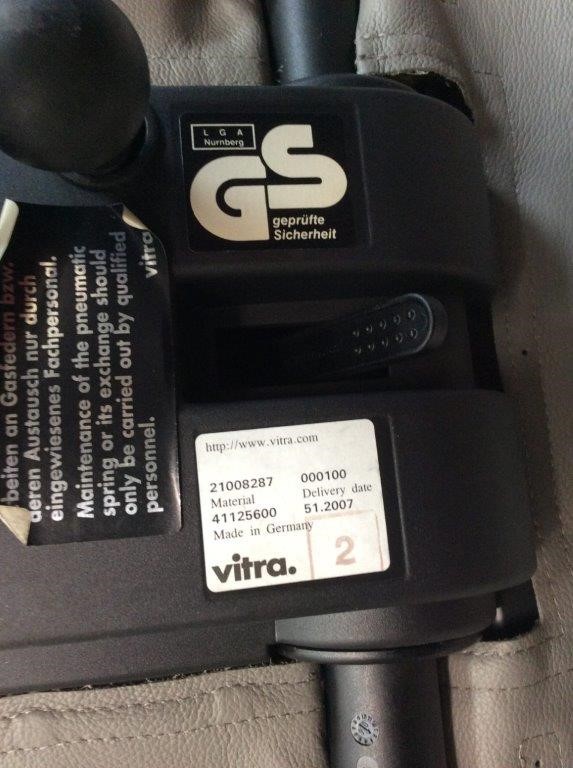 L G A
Nürnberg
GS
geprüfte
Sicherheit
beiten an Gasfedern bzw.
deren Austausch nur durch
eingewiesenes Fachpersonal.
Maintenance of the pneumatic
spring or its exchange should
only be carried out by qualified
personnel.
vitra
http://www.vitra.com
21008287 000100
Material Delivery date
41125600 51.2007
Made in Germany
2
vitra.